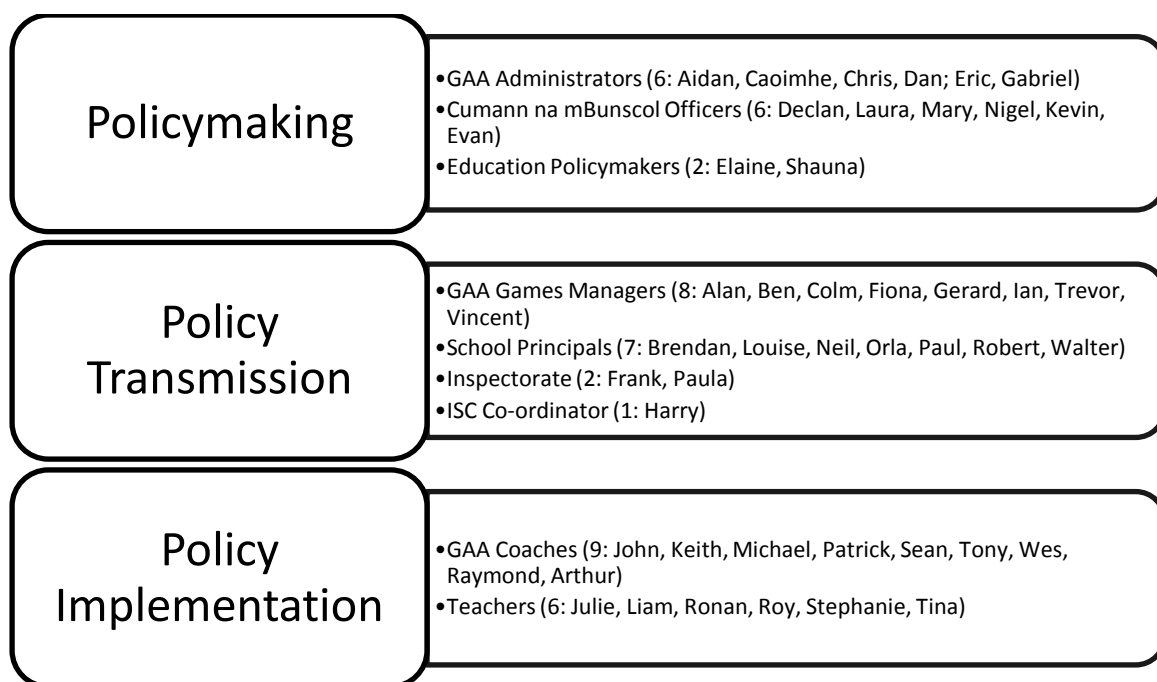 Policymaking
•GAA Administrators (6: Aidan, Caoimhe, Chris, Dan; Eric, Gabriel)
•Cumann na mBunscol Officers (6: Declan, Laura, Mary, Nigel, Kevin,
Evan)
•Education Policymakers (2: Elaine, Shauna)
Policy
Transmission
•GAA Games Managers (8: Alan, Ben, Colm, Fiona, Gerard, Ian, Trevor,
Vincent)
•School Principals (7: Brendan, Louise, Neil, Orla, Paul, Robert, Walter)
•Inspectorate (2: Frank, Paula)
•ISC Co-ordinator (1: Harry)
Policy
Implementation
•GAA Coaches (9: John, Keith, Michael, Patrick, Sean, Tony, Wes,
Raymond, Arthur)
•Teachers (6: Julie, Liam, Ronan, Roy, Stephanie, Tina)